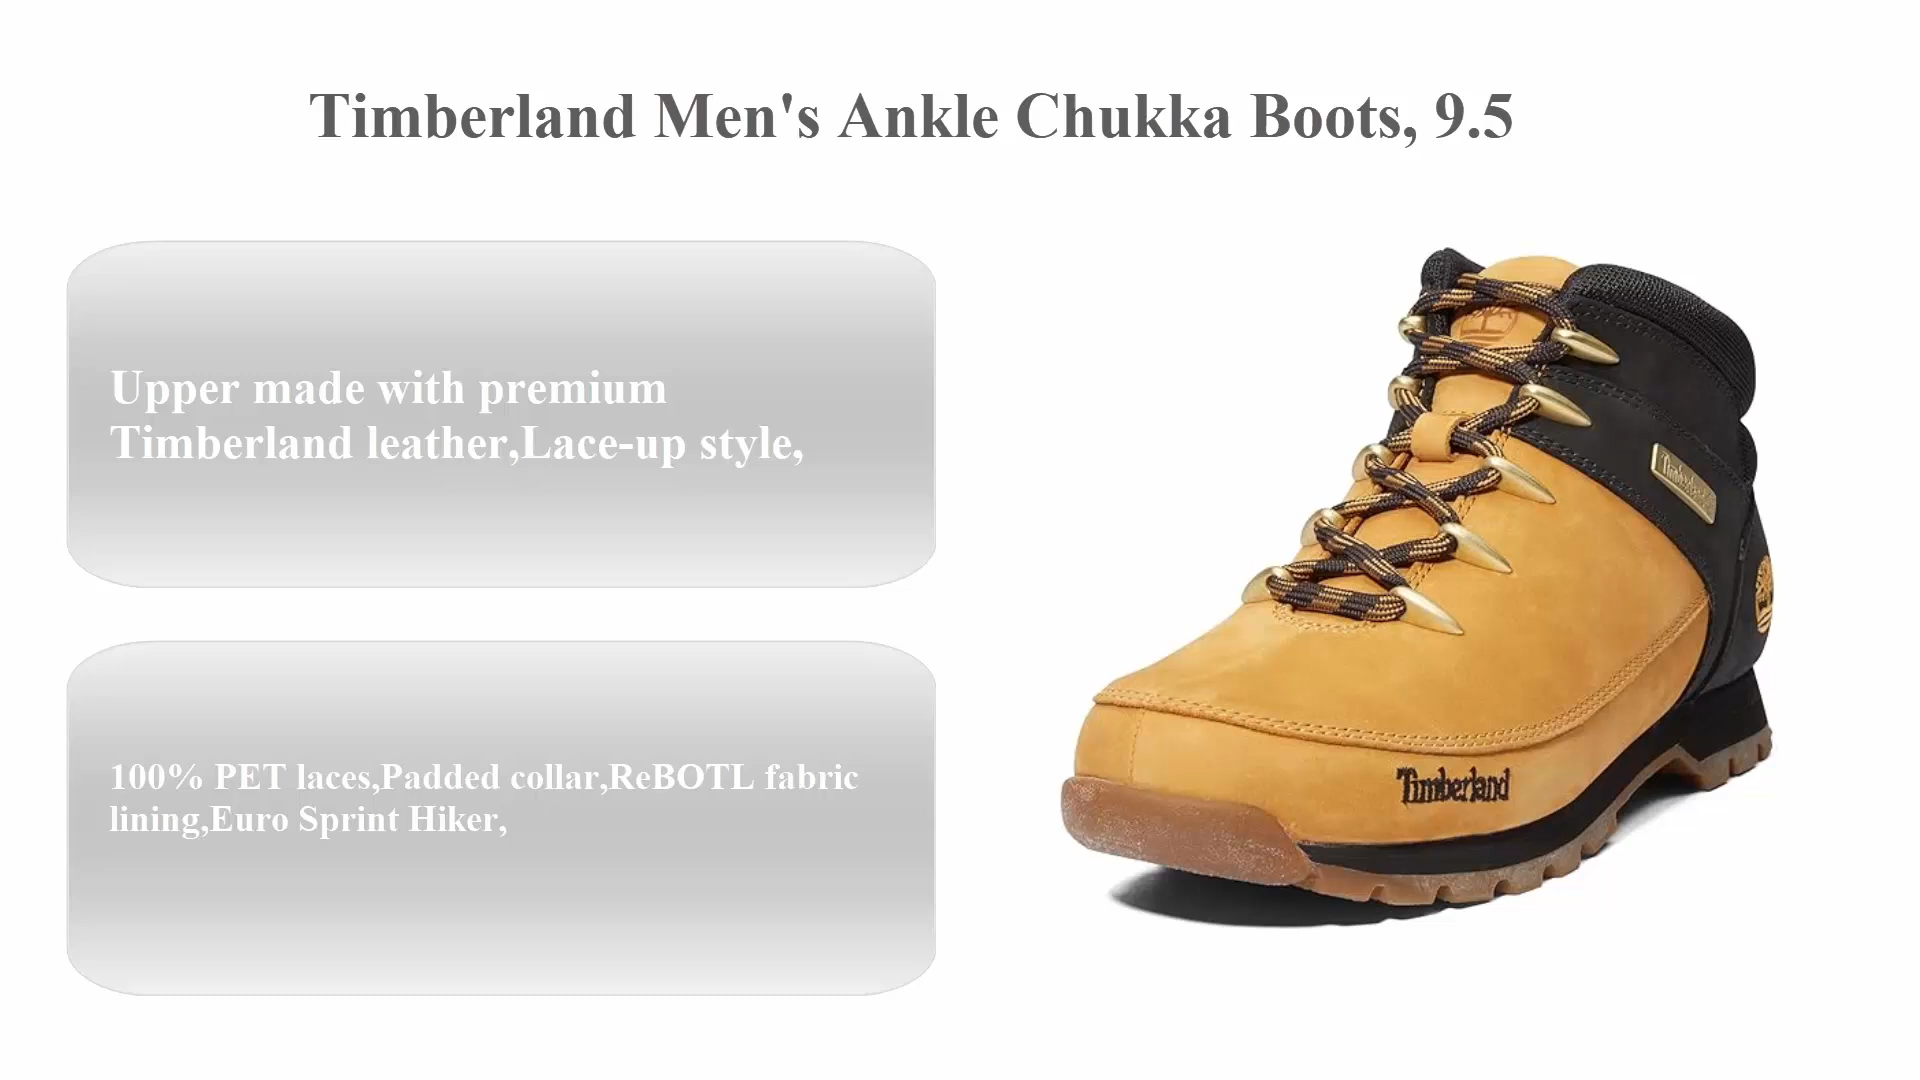 Timberland Men's Ankle Chukka Boots, 9.5
Upper made with premium
Timberland leather,Lace-up style,
100% PET laces,Padded collar,ReBOTL fabric
lining,Euro Sprint Hiker,
Timberland
Timberland